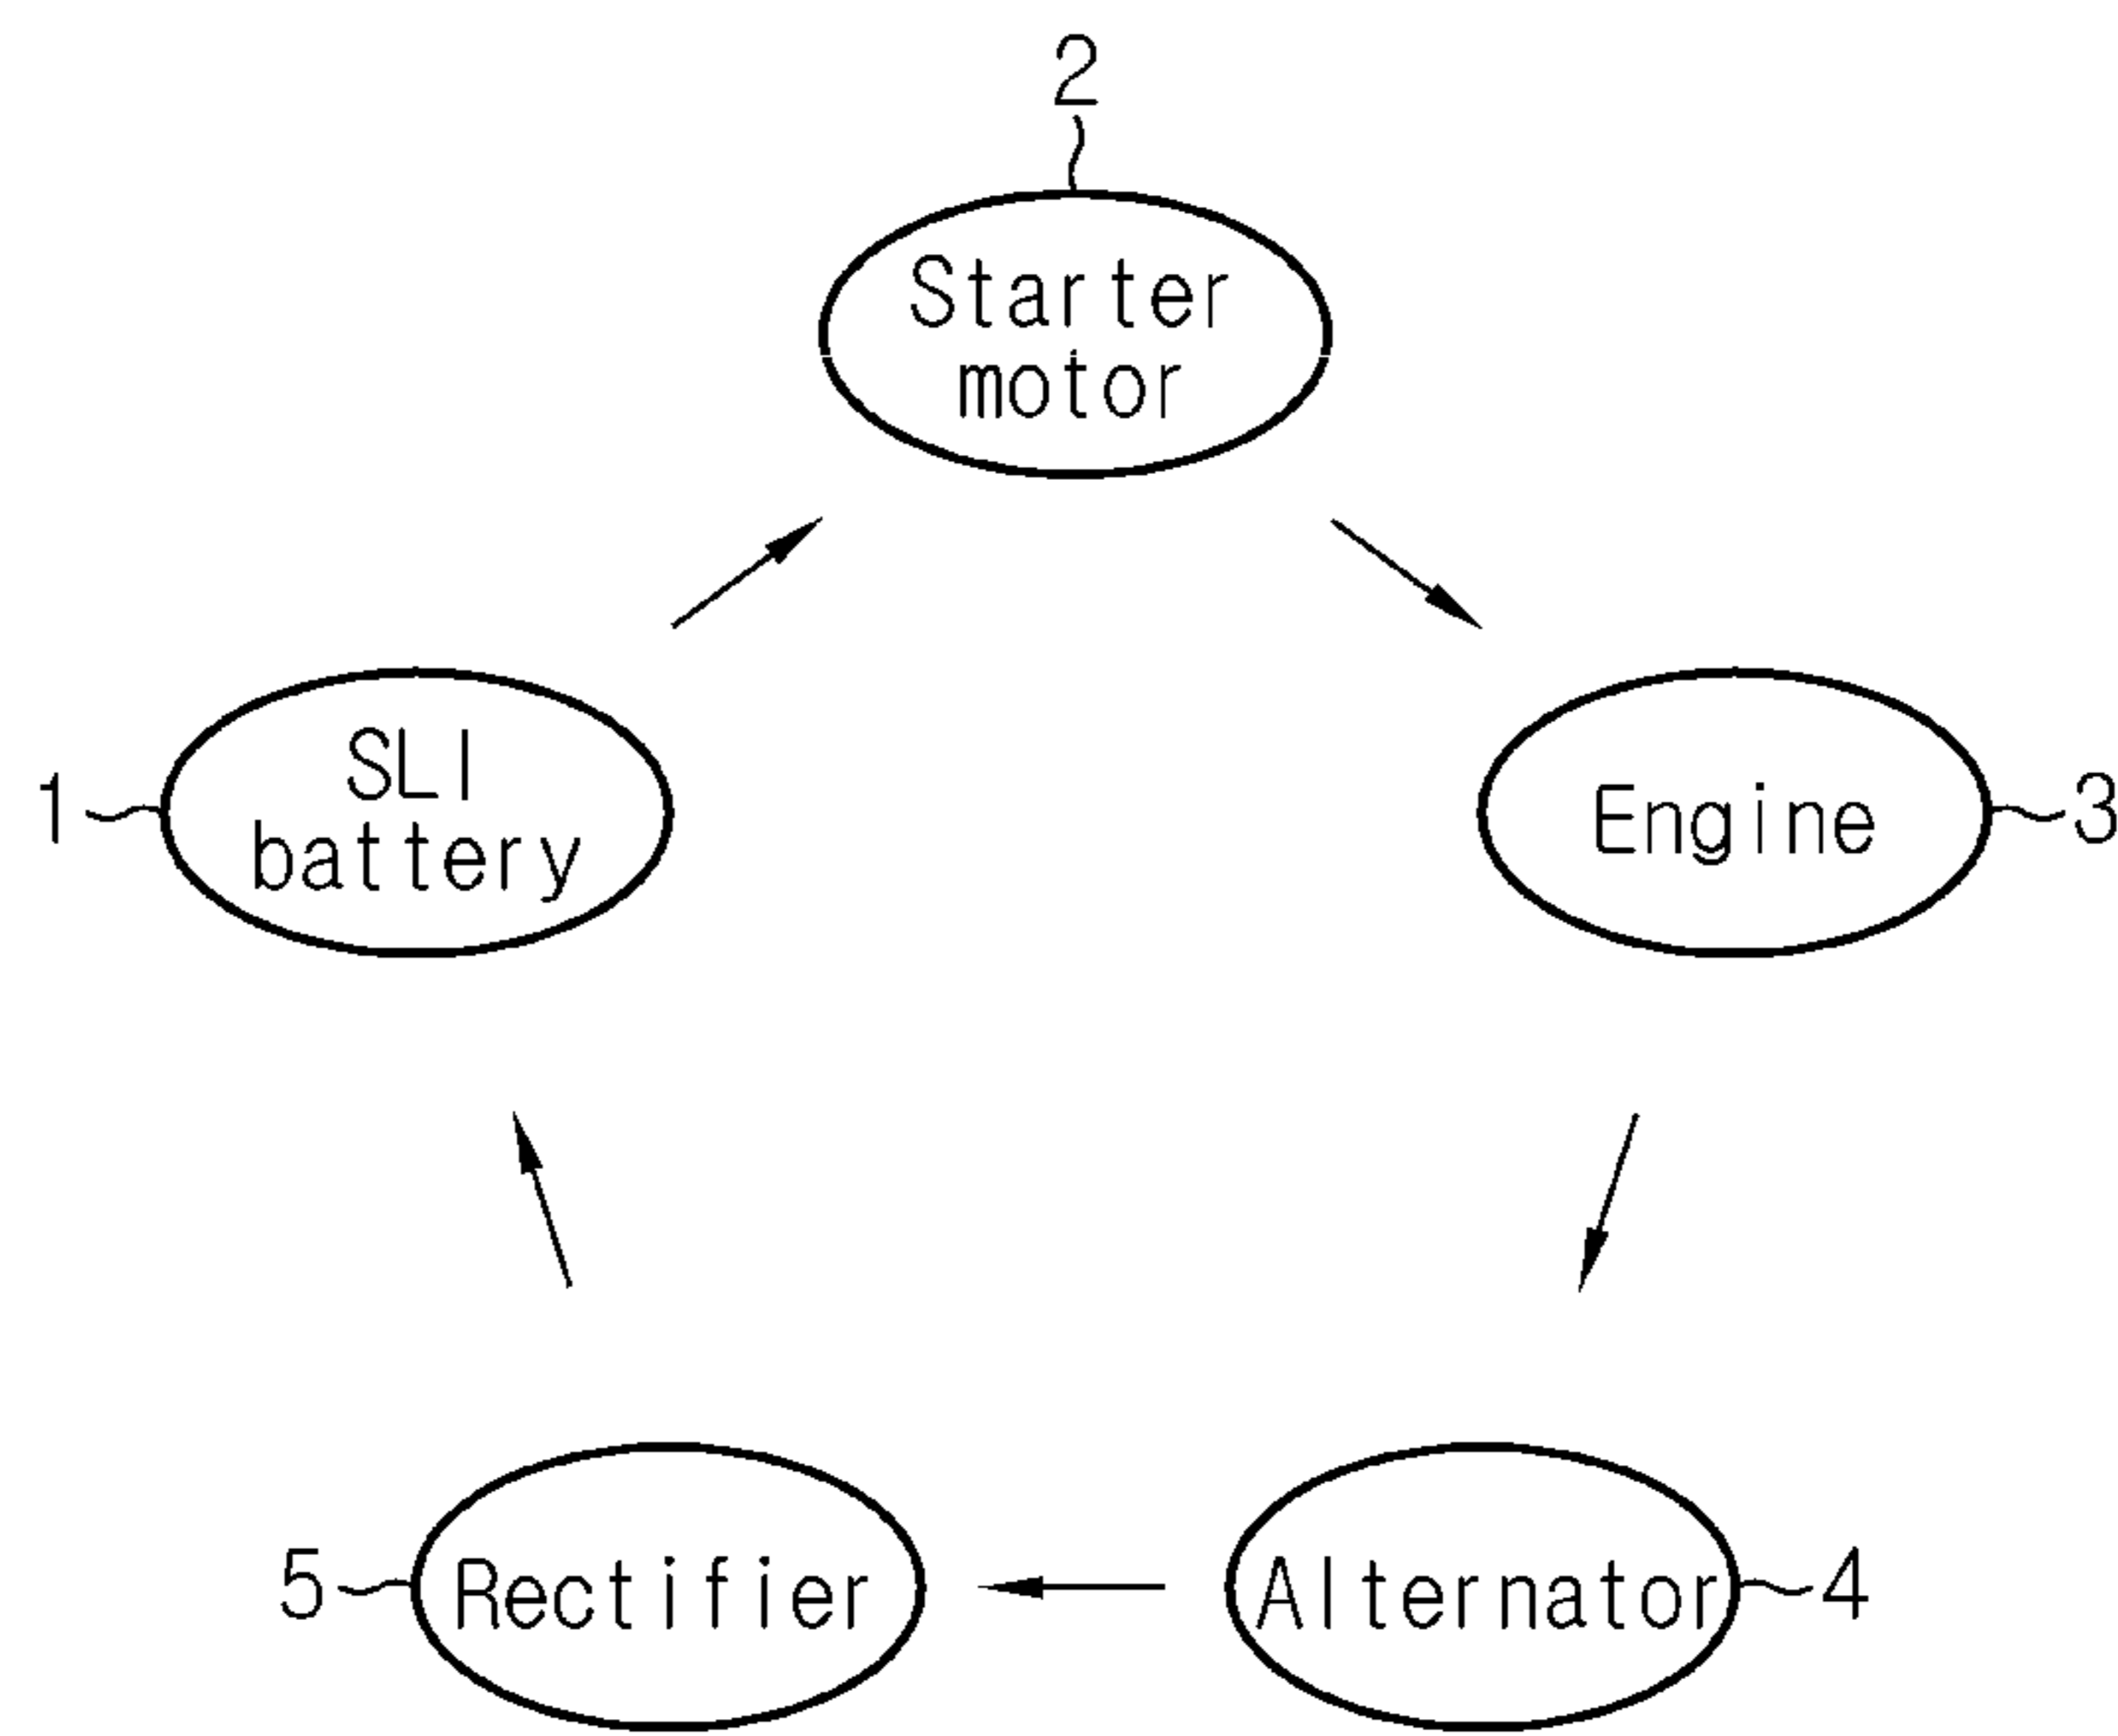 2
Starter
motor
1
SLI
battery
Engine
3
5
Rectifier
Alternator
4